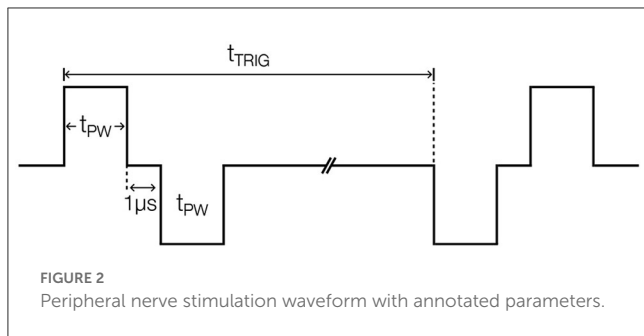 tTRIG
tPW
1μs
tPW
FIGURE 2
Peripheral nerve stimulation waveform with annotated parameters.